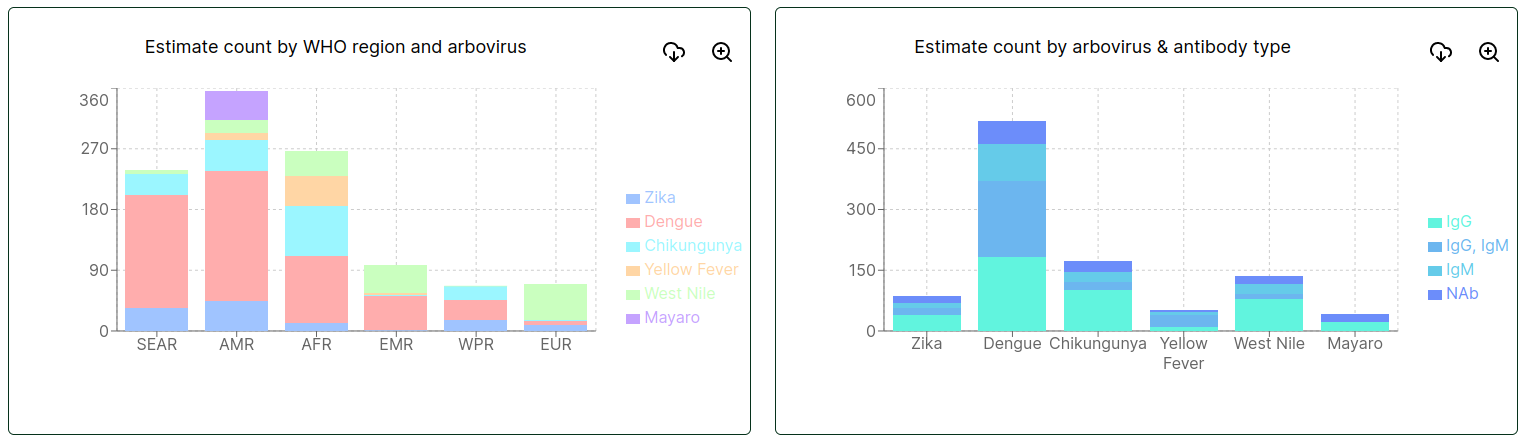 Estimate count by WHO region and arbovirus
360
270
180
90
0
SEAR AMR AFR EMR WPR EUR
Zika
Dengue
Chikungunya
Yellow Fever
West Nile
Mayaro
Estimate count by arbovirus & antibody type
600
450
300
150
0
Zika Dengue Chikungunya Yellow West Nile Mayaro
Fever
IgG
IgG, IgM
IgM
NAb